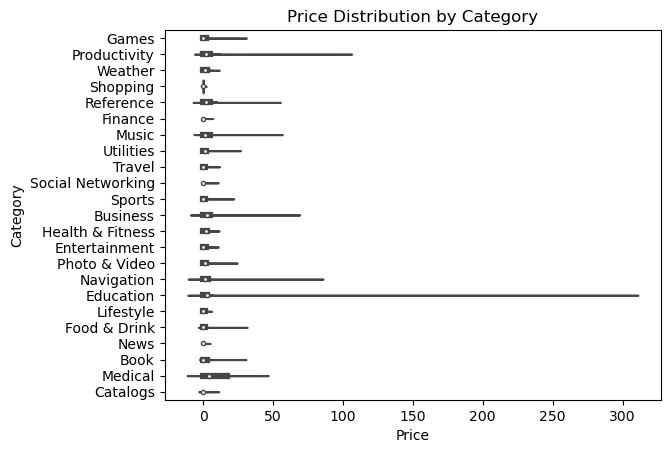 Price Distribution by Category
Games
Productivity
Weather
Shopping
Reference
Finance
Music
Utilities
Travel
Social Networking
Sports
Business
Health & Fitness
Entertainment
Photo & Video
Navigation
Education
Lifestyle
Food & Drink
News
Book
Medical
Catalogs
Category
0 50 100 150 200 250 300
Price